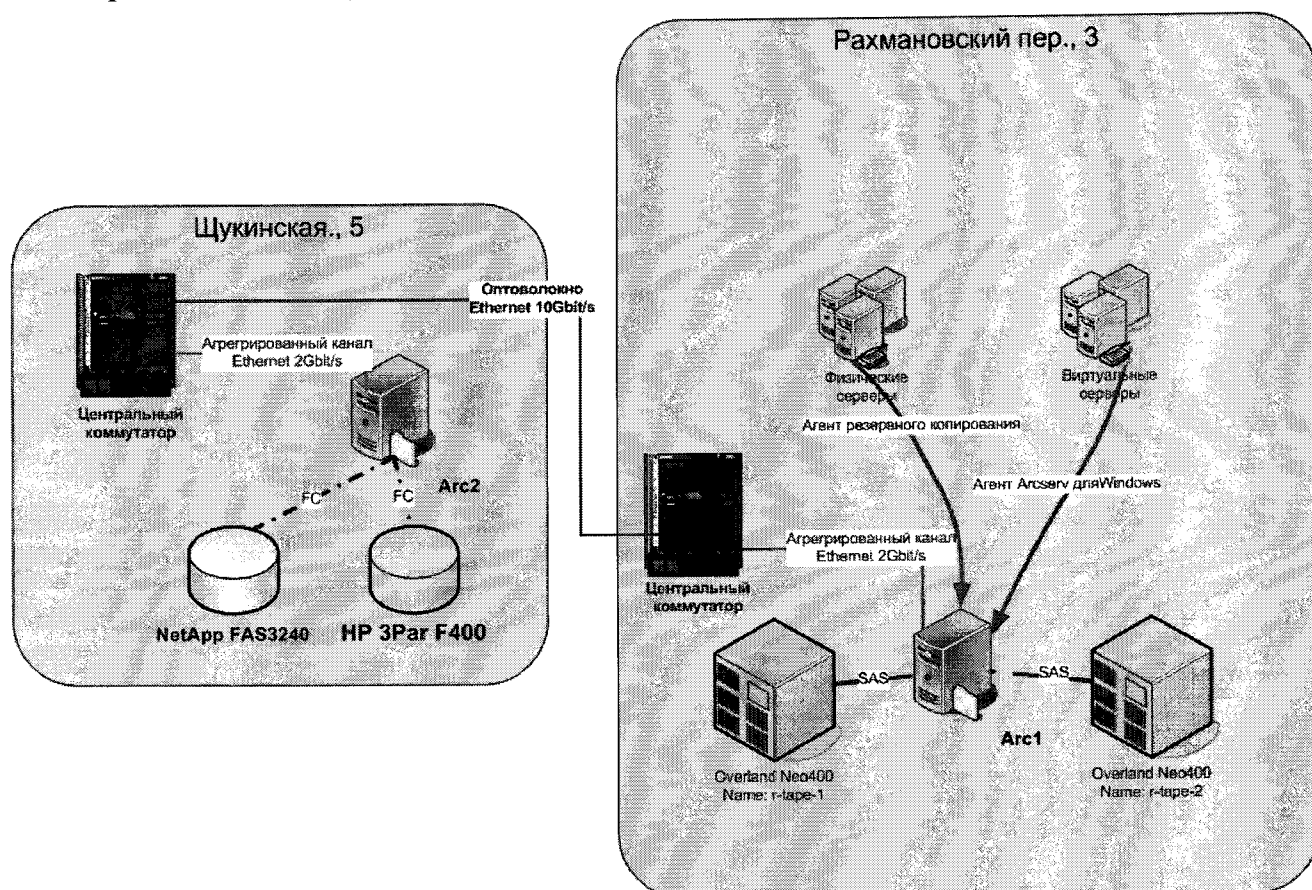 Рахмановский пер., 3
Щукинская., 5
Оптоволокно
Ethernet 10Gbit/s
Агрегированный канал
Ethernet 2Gbit/s
Центральный
коммутатор
Arc2
FC
FC
NetApp FAS3240
HP 3Par F400
Физические
серверы
Виртуальные
серверы
Агент резервного копирования
Агент Arcserv дляWindows
Агрегированный канал
Ethernet 2Gbit/s
Центральный
коммутатор
SAS
SAS
Arc1
Overland Neo400
Name: r-tape-1
Overland Neo400
Name: r-tape-2